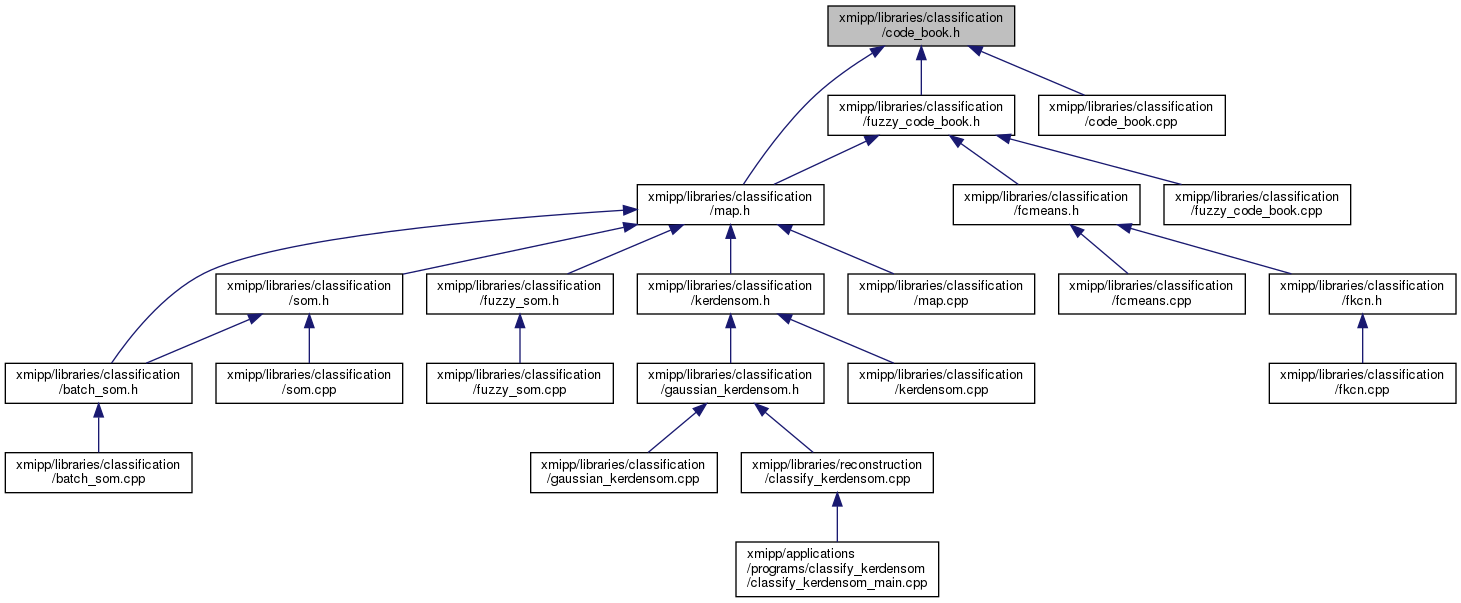 xmipp/libraries/classification
/code_book.h
xmipp/libraries/classification
/fuzzy_code_book.h
xmipp/libraries/classification
/code_book.cpp
xmipp/libraries/classification
/map.h
xmipp/libraries/classification
/fcmeans.h
xmipp/libraries/classification
/fuzzy_code_book.cpp
xmipp/libraries/classification
/som.h
xmipp/libraries/classification
/fuzzy_som.h
xmipp/libraries/classification
/kerdensom.h
xmipp/libraries/classification
/map.cpp
xmipp/libraries/classification
/fcmeans.cpp
xmipp/libraries/classification
/fkcn.h
xmipp/libraries/classification
/batch_som.h
xmipp/libraries/classification
/som.cpp
xmipp/libraries/classification
/fuzzy_som.cpp
xmipp/libraries/classification
/gaussian_kerdensom.h
xmipp/libraries/classification
/kerdensom.cpp
xmipp/libraries/classification
/fkcn.cpp
xmipp/libraries/classification
/batch_som.cpp
xmipp/libraries/classification
/gaussian_kerdensom.cpp
xmipp/libraries/reconstruction
/classify_kerdensom.cpp
xmipp/applications
/programs/classify_kerdensom
/classify_kerdensom_main.cpp